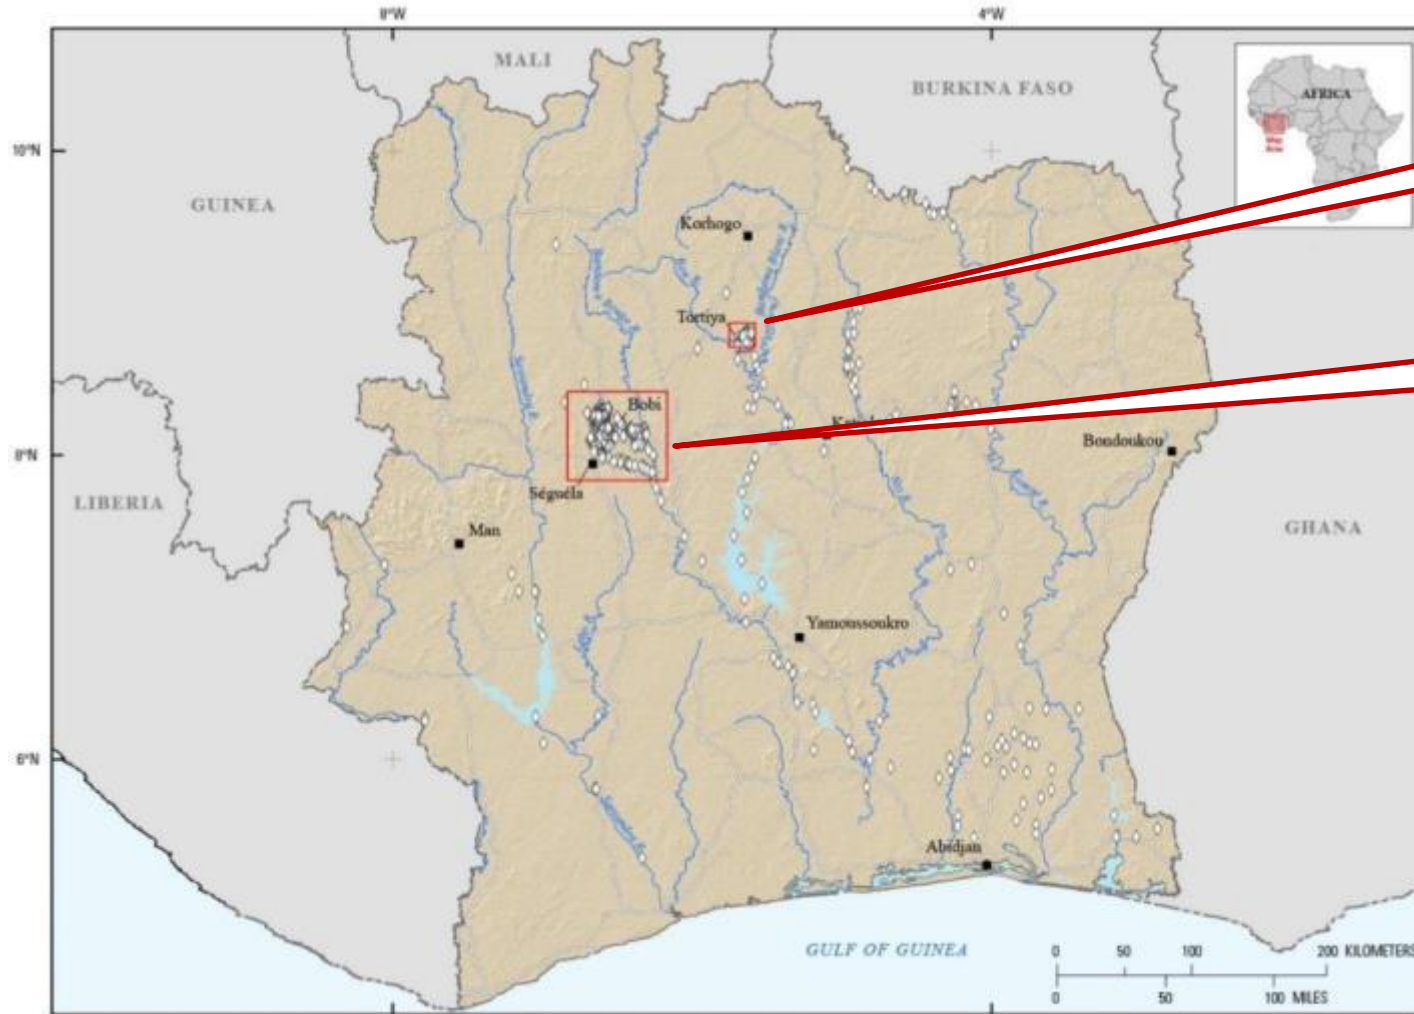 8°W
4°W
MALI
BURKINA FASO
AFRICA
10°N
GUINEA
Korhogo
Tortiya
Bobi
8°N
Bondoukou
Séguéla
LIBERIA
Man
GHANA
Yamoussoukro
6°N
Abidjan
GULF OF GUINEA
0 50 100 200 KILOMETERS
0 50 100 MILES